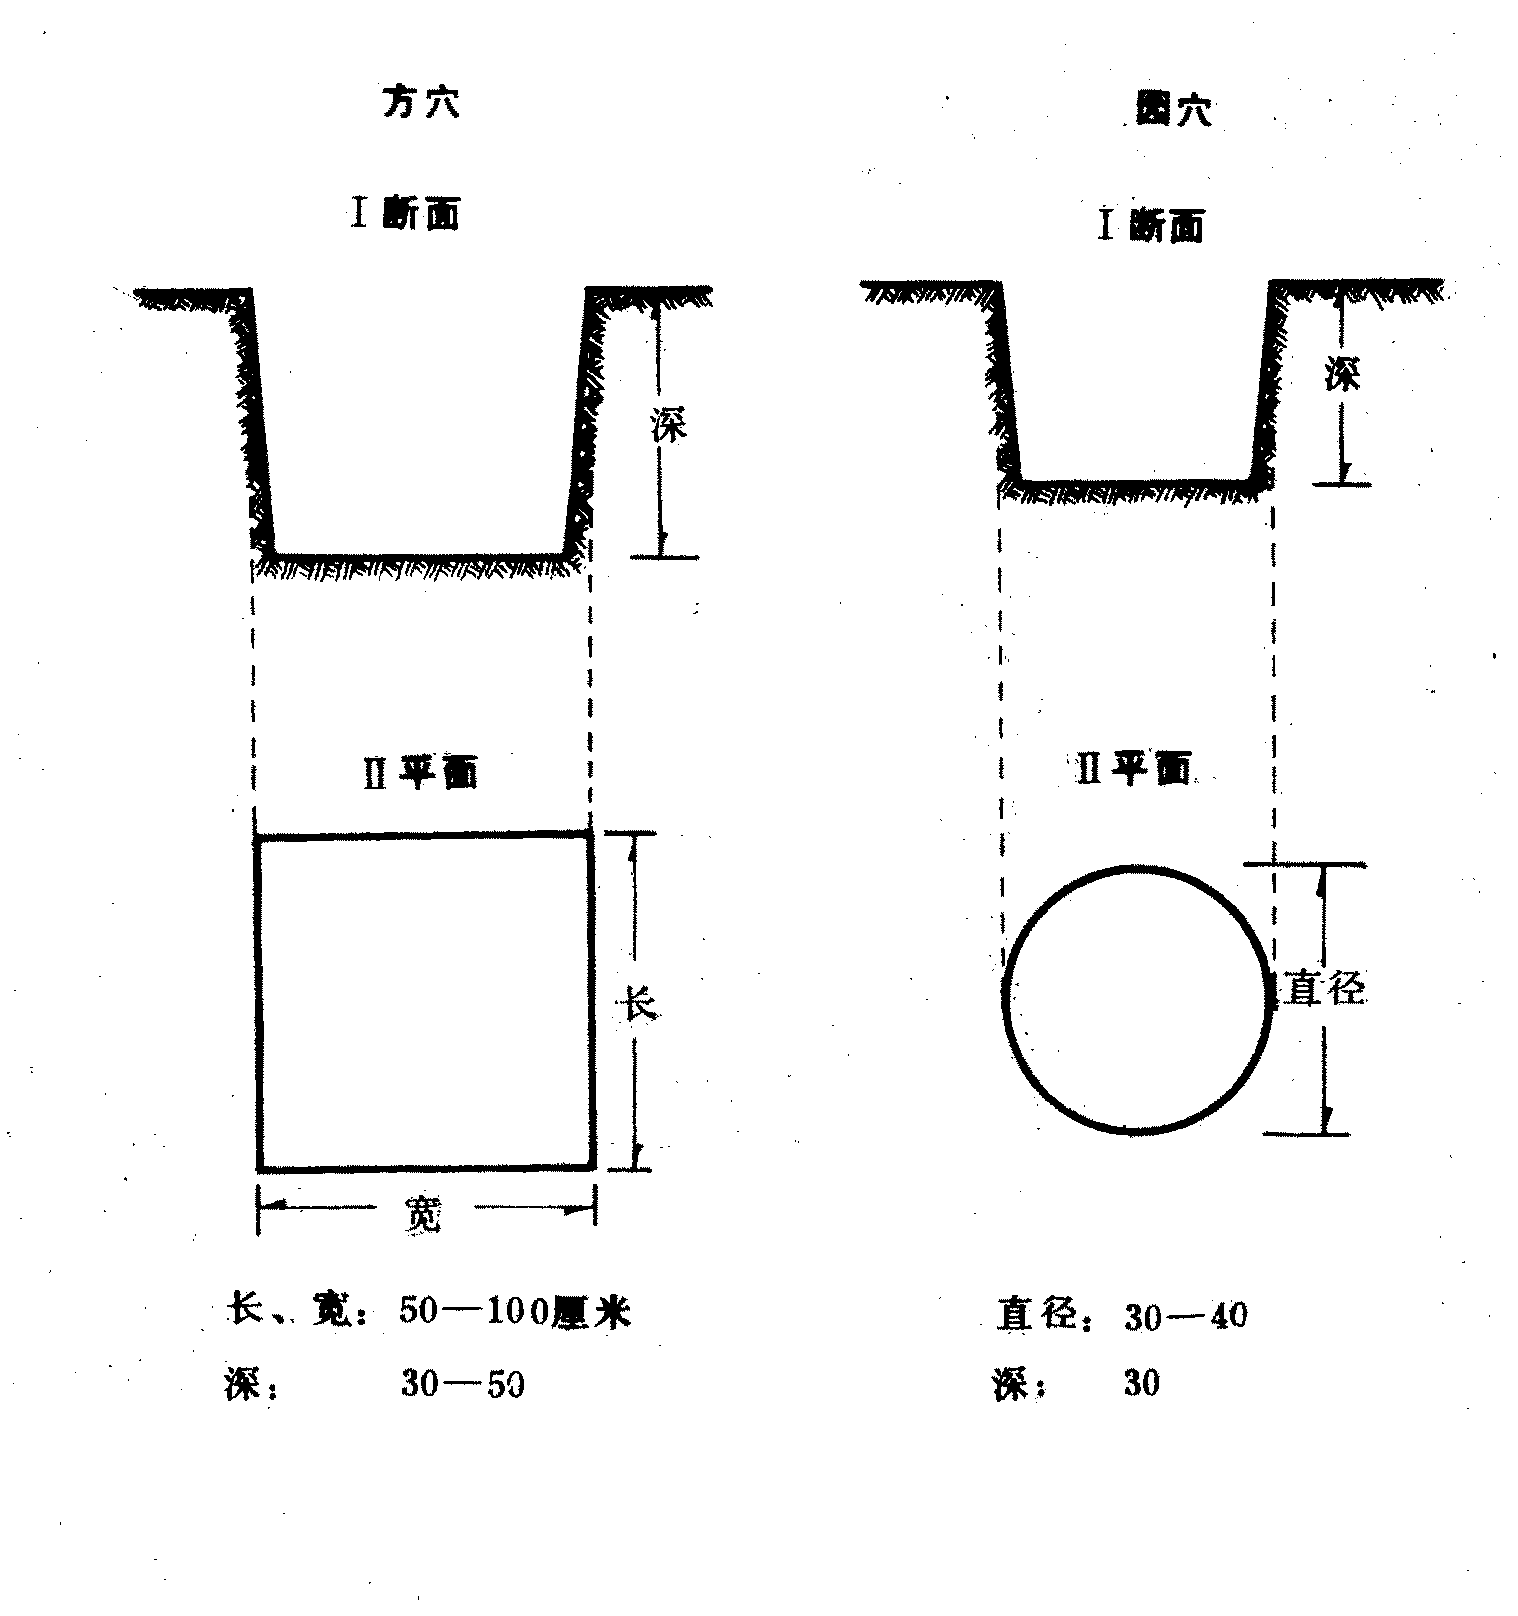 方穴
Ⅰ断面
深
Ⅱ平面
长
宽
长、宽：50—100厘米
深：30—50
圆穴
Ⅰ断面
深
Ⅱ平面
直径
直径：30—40
深：30